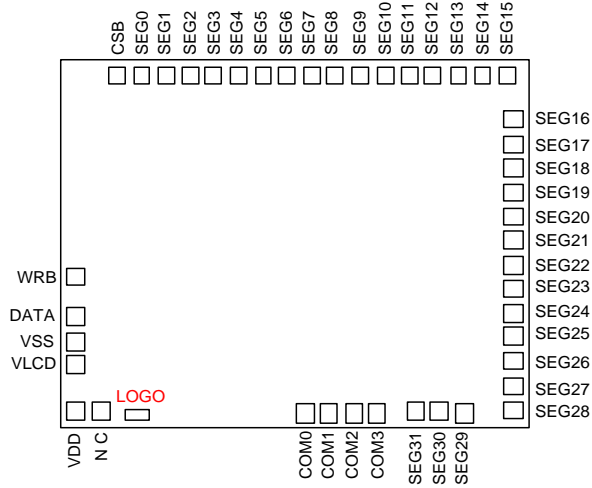 CSB
SEG0
SEG1
SEG2
SEG3
SEG4
SEG5
SEG6
SEG7
SEG8
SEG9
SEG10
SEG11
SEG12
SEG13
SEG14
SEG15
SEG16
SEG17
SEG18
SEG19
SEG20
SEG21
SEG22
SEG23
SEG24
SEG25
SEG26
SEG27
SEG28
WRB
DATA
VSS
VLCD
LOGO
VDD
N C
COM0
COM1
COM2
COM3
SEG31
SEG30
SEG29